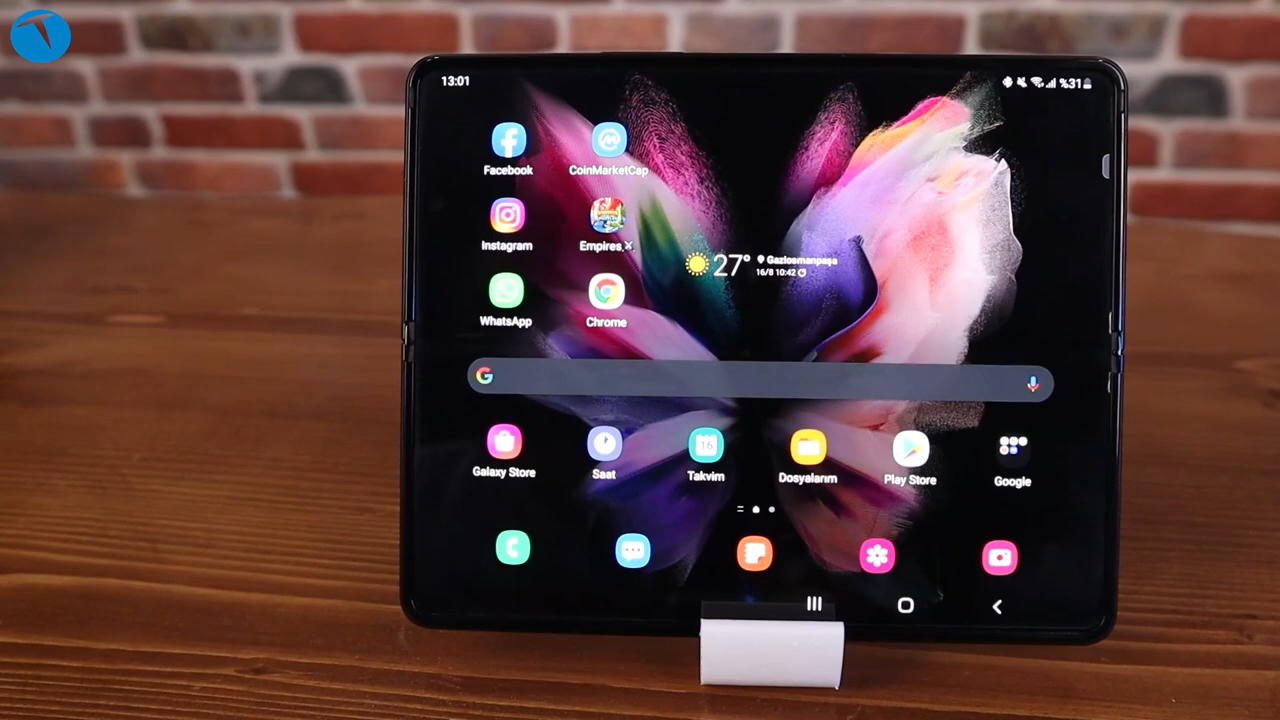 13:01
%31
Facebook
CoinMarketCap
Instagram
Empires
WhatsApp
Chrome
27°
Gaziosmanpaşa
16/8 10:42
Galaxy Store
Saat
Takvim
16
Dosyalarım
Play Store
Google